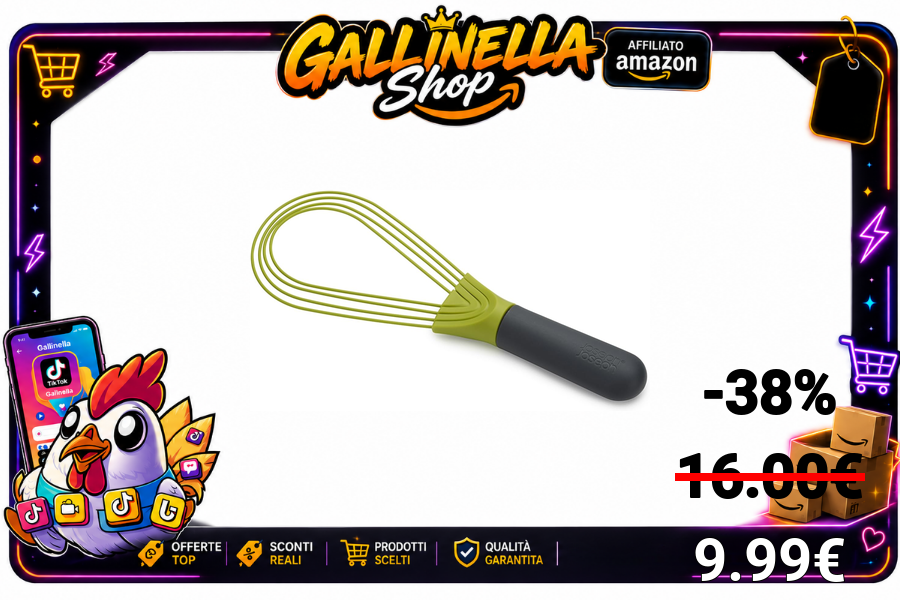 GALLINELLA
Shop
AFFILIATO
amazon
Gallinella
TikTok
Gallinella
-38%
16.00€
9.99€
OFFERTE
TOP
SCONTI
REALI
PRODOTTI
SCELTI
QUALITÀ
GARANTITA